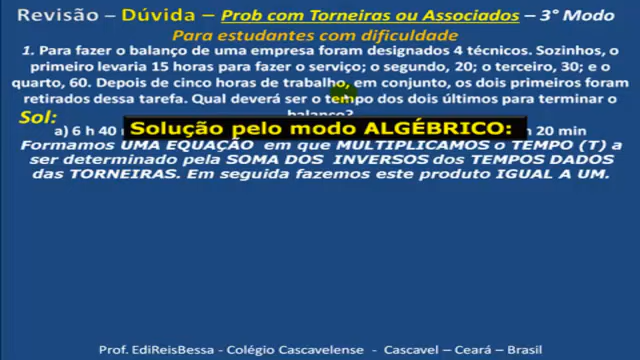 Revisão – Dúvida – Prob com Torneiras ou Associados – 3° Modo
Para estudantes com dificuldade
1. Para fazer o balanço de uma empresa foram designados 4 técnicos. Sozinhos, o
primeiro levaria 15 horas para fazer o serviço; o segundo, 20; o terceiro, 30; e o
quarto, 60. Depois de cinco horas de trabalho, em conjunto, os dois primeiros foram
retirados dessa tarefa. Qual deverá ser o tempo dos dois últimos para terminar o
balanço?
Sol:
a) 6 h 40 20 min
Solução pelo modo ALGÉBRICO:
Formamos UMA EQUAÇÃO em que MULTIPLICAMOS o TEMPO (T) a
ser determinado pela SOMA DOS INVERSOS dos TEMPOS DADOS
das TORNEIRAS. Em seguida fazemos este produto IGUAL A UM.
Prof. EdiReisBessa - Colégio Cascavelense - Cascavel – Ceará – Brasil